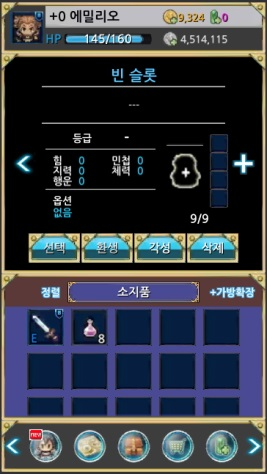 +0 에밀리오
9,324
0
HP 145/160
4,514,115
빈 슬롯
---
등급 -
힘 0 민첩 0
지력 0 체력 0
행운 0
옵션
없음
9/9
선택 환생 각성 삭제
정렬 소지품 +가방확장
E 8
new